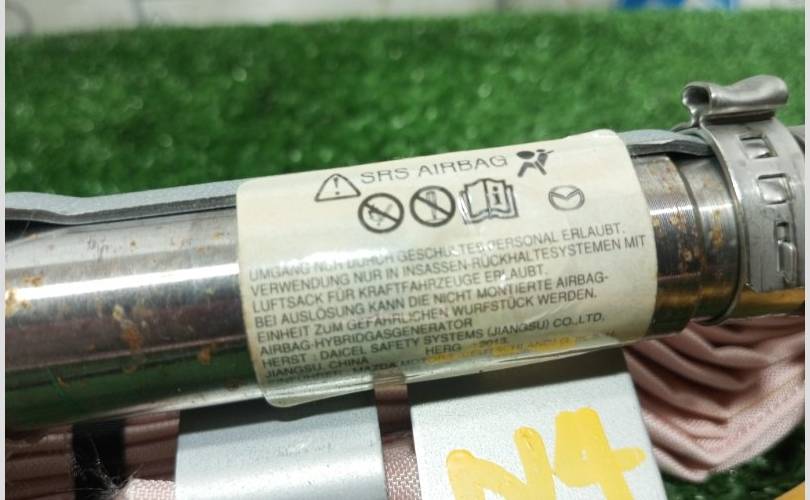 SRS AIRBAG
UMGANG NUR DURCH GESCHULTES PERSONAL ERLAUBT.
VERWENDUNG NUR IN INSASSEN-RÜCKHALTESYSTEMEN MIT
LUFTSACK FÜR KRAFTFAHRZEUGE ERLAUBT.
BEI AUSLÖSUNG KANN DIE NICHT MONTIERTE AIRBAG-
EINHEIT ZUM GEFÄHRLICHEN WURFSTÜCK WERDEN.
AIRBAG-HYBRIDGASGENERATOR
HERST : DAICEL SAFETY SYSTEMS (JIANGSU) CO.,LTD.
JIANGSU, CHINA HERG
MAZDA
N4